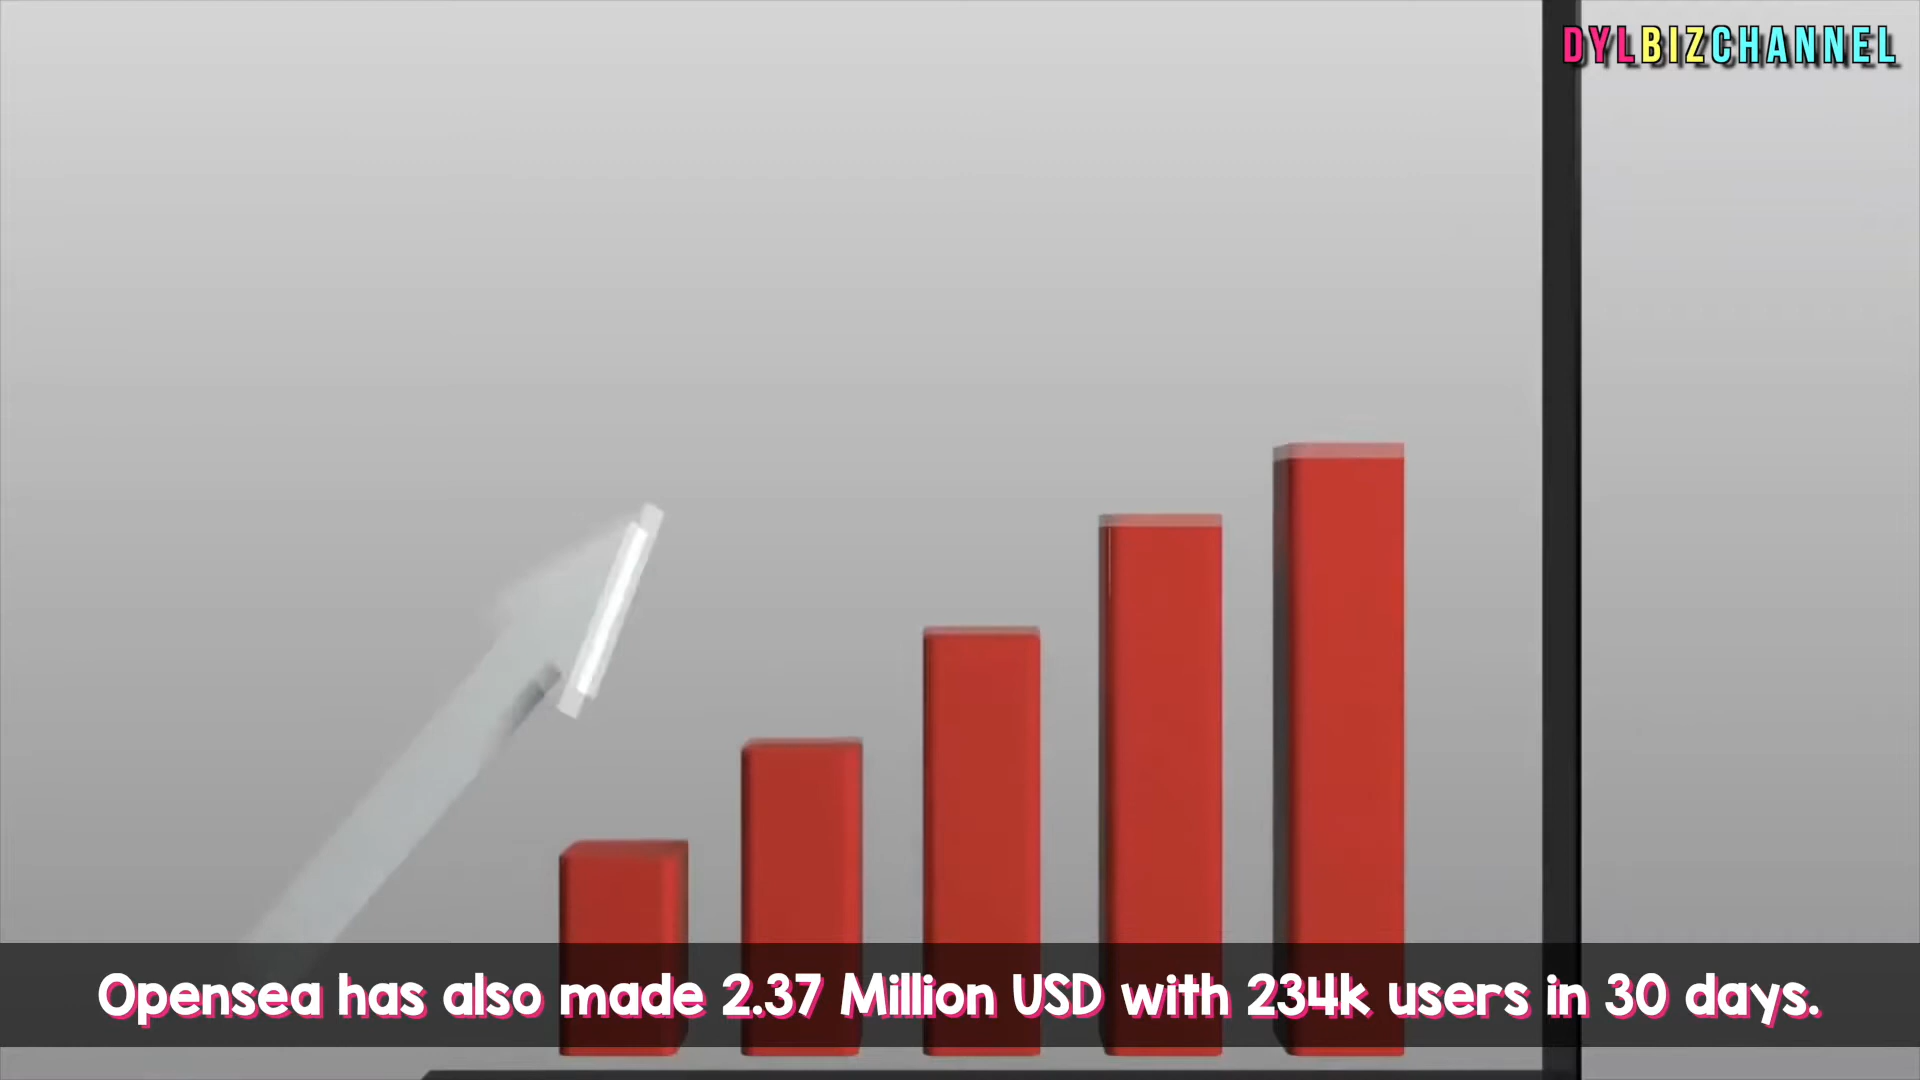 DYLBIZCHANNEL
Opensea has also made 2.37 Million USD with 234k users in 30 days.